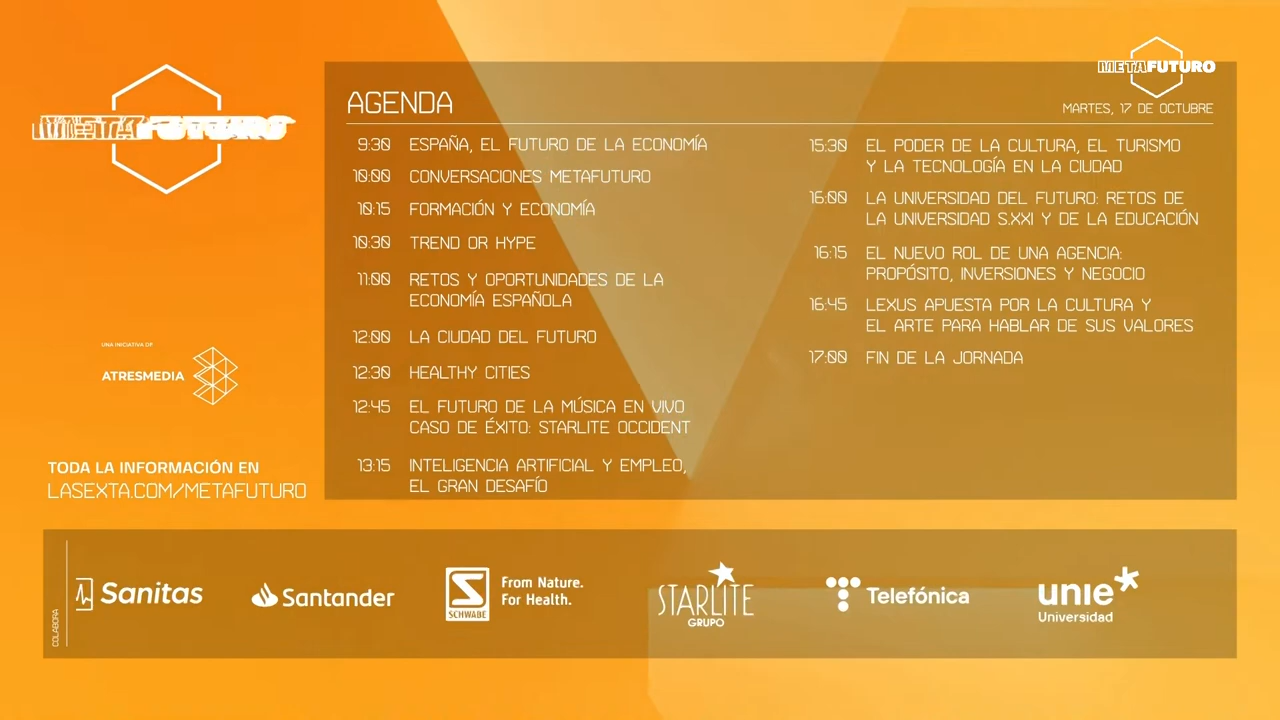 METAFUTURO
UNA INICIATIVA DE
ATRESMEDIA
TODA LA INFORMACIÓN EN
LASEXTA.COM/METAFUTURO
METAFUTURO
AGENDA
MARTES, 17 DE OCTUBRE
9:30 ESPAÑA, EL FUTURO DE LA ECONOMÍA
10:00 CONVERSACIONES METAFUTURO
10:15 FORMACIÓN Y ECONOMÍA
10:30 TREND OR HYPE
11:00 RETOS Y OPORTUNIDADES DE LA
ECONOMÍA ESPAÑOLA
12:00 LA CIUDAD DEL FUTURO
12:30 HEALTHY CITIES
12:45 EL FUTURO DE LA MÚSICA EN VIVO
CASO DE ÉXITO: STARLITE OCCIDENT
13:15 INTELIGENCIA ARTIFICIAL Y EMPLEO,
EL GRAN DESAFÍO
15:30 EL PODER DE LA CULTURA, EL TURISMO
Y LA TECNOLOGÍA EN LA CIUDAD
16:00 LA UNIVERSIDAD DEL FUTURO: RETOS DE
LA UNIVERSIDAD S.XXI Y DE LA EDUCACIÓN
16:15 EL NUEVO ROL DE UNA AGENCIA:
PROPÓSITO, INVERSIONES Y NEGOCIO
16:45 LEXUS APUESTA POR LA CULTURA Y
EL ARTE PARA HABLAR DE SUS VALORES
17:00 FIN DE LA JORNADA
COLABORA
Sanitas
Santander
S
SCHWABE
From Nature.
For Health.
STARLITE
GRUPO
Telefónica
unie*
Universidad